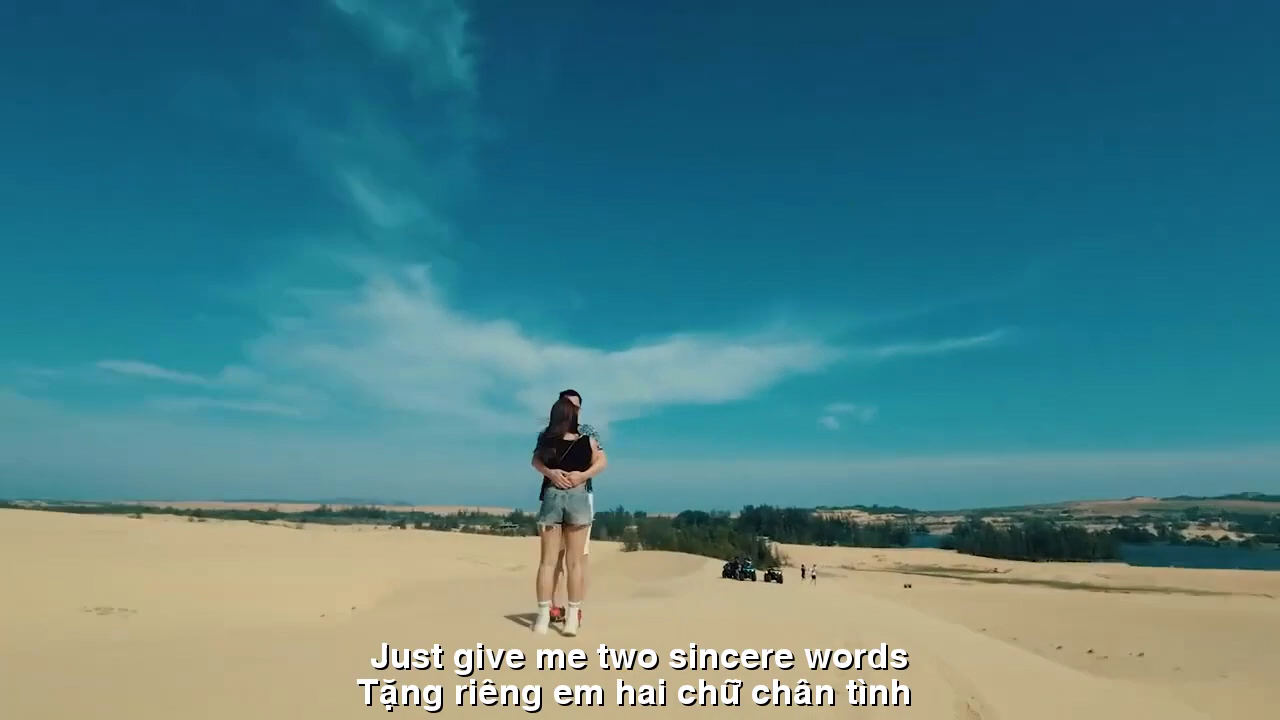 Just give me two sincere words
Tặng riêng em hai chữ chân tình